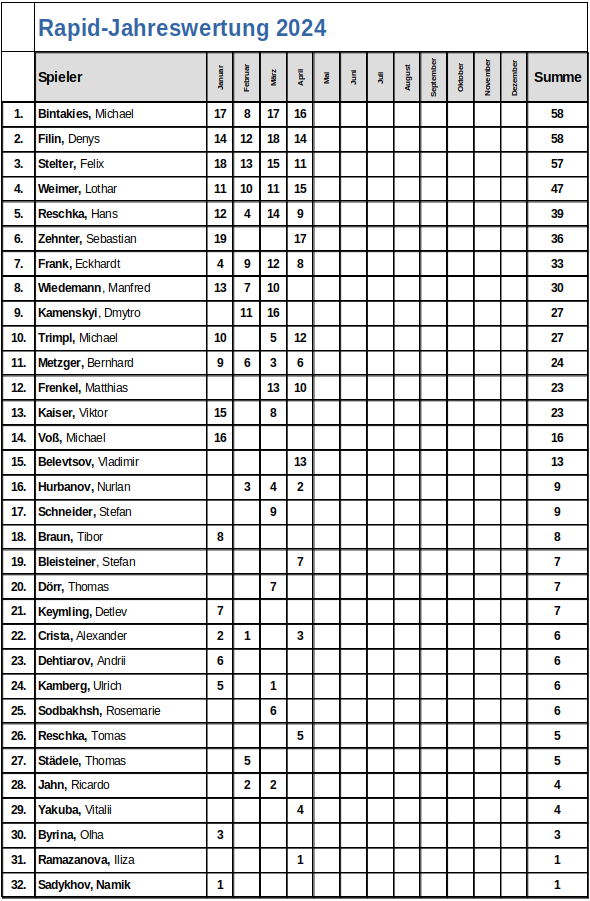 Rapid-Jahreswertung 2024
Spieler Januar Februar März April Mai Juni Juli August September Oktober November Dezember Summe
1. Bintakies, Michael 17 8 17 16 58
2. Filin, Denys 14 12 18 14 58
3. Stelter, Felix 18 13 15 11 57
4. Weimer, Lothar 11 10 11 15 47
5. Reschka, Hans 12 4 14 9 39
6. Zehnter, Sebastian 19 17 36
7. Frank, Eckhardt 4 9 12 8 33
8. Wiedemann, Manfred 13 7 10 30
9. Kamenskyi, Dmytro 11 16 27
10. Trimpl, Michael 10 5 12 27
11. Metzger, Bernhard 9 6 3 6 24
12. Frenkel, Matthias 13 10 23
13. Kaiser, Viktor 15 8 23
14. Voß, Michael 16 16
15. Belevtsov, Vladimir 13 13
16. Hurbanov, Nurlan 3 4 2 9
17. Schneider, Stefan 9 9
18. Braun, Tibor 8 8
19. Bleisteiner, Stefan 7 7
20. Dörr, Thomas 7 7
21. Keymling, Detlev 7 7
22. Crista, Alexander 2 1 3 6
23. Dehtiarov, Andrii 6 6
24. Kamberg, Ulrich 5 1 6
25. Sodbakhsh, Rosemarie 6 6
26. Reschka, Tomas 5 5
27. Städele, Thomas 5 5
28. Jahn, Ricardo 2 2 4
29. Yakuba, Vitalii 4 4
30. Byrina, Olha 3 3
31. Ramazanova, Iliza 1 1
32. Sadykhov, Namik 1 1